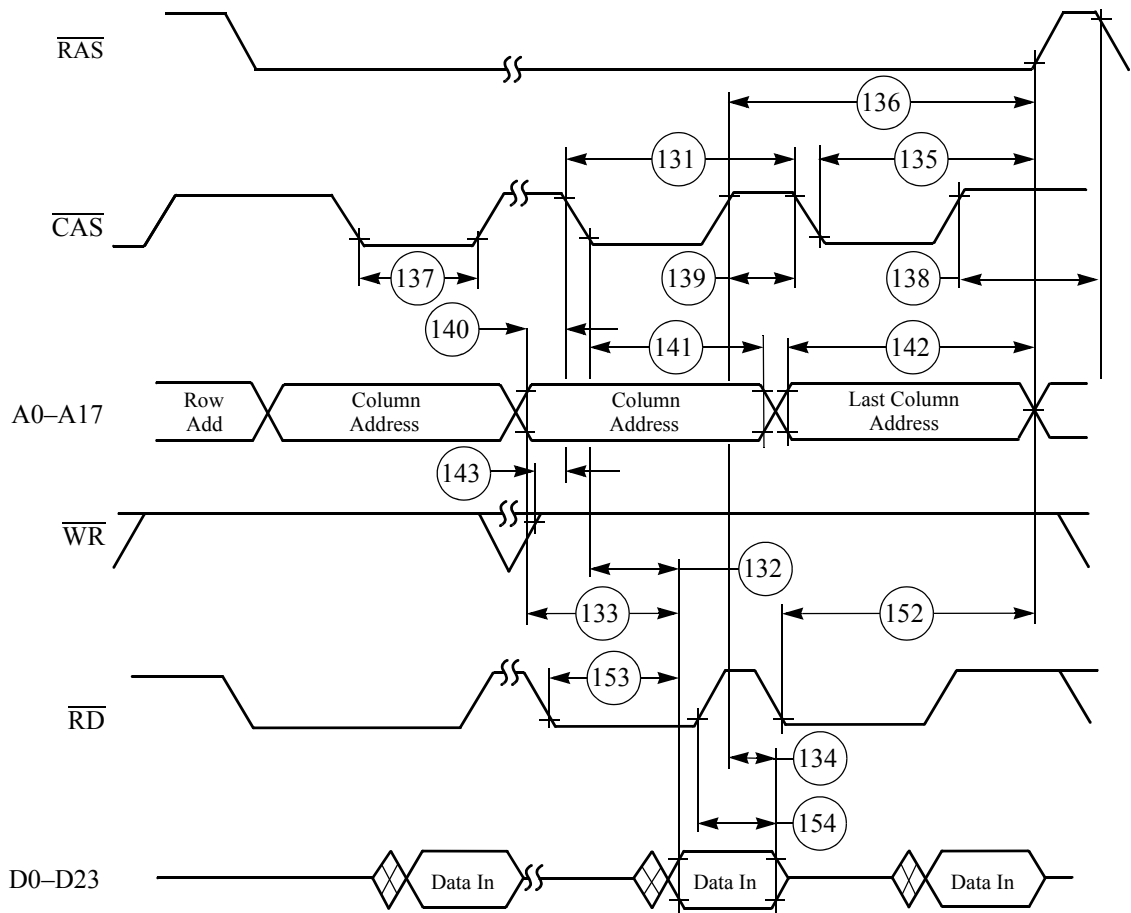 RAS
136
131
135
CAS
137
139
138
140
141
142
A0–A17
Row Add
Column Address
Column Address
Last Column Address
143
WR
132
133
152
153
RD
134
154
D0–D23
Data In
Data In
Data In